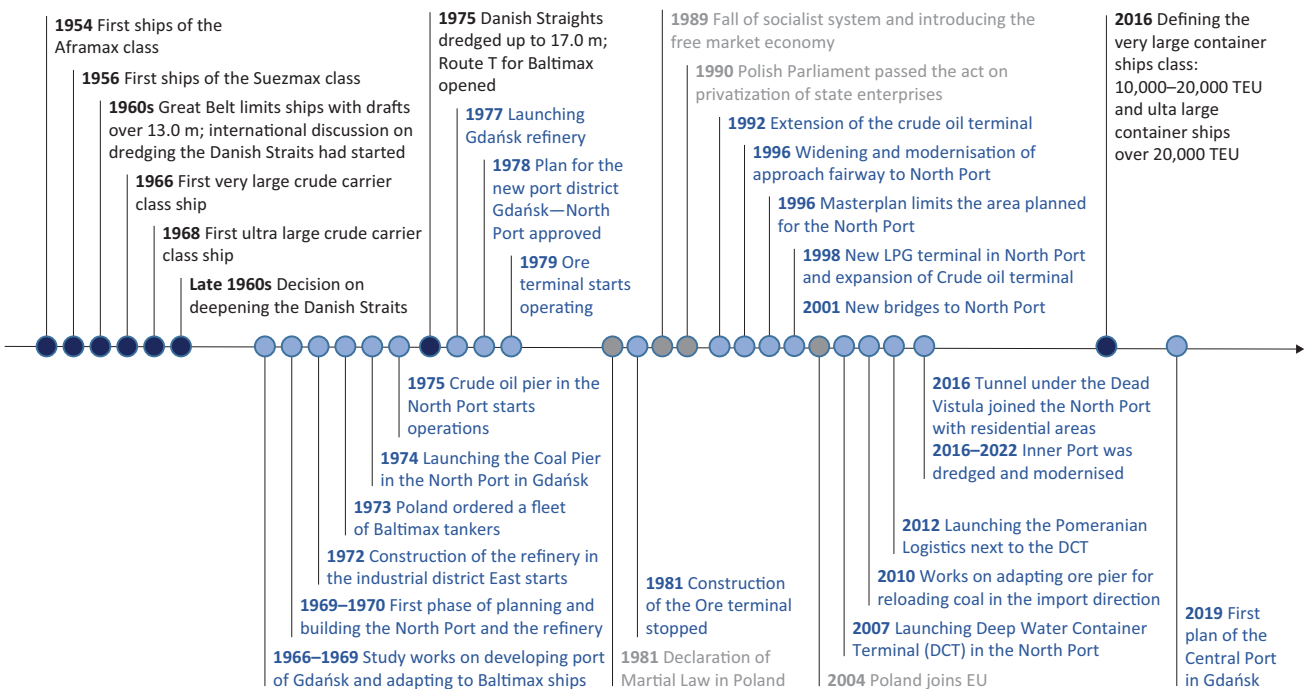 1954 First ships of the
Aframax class
1956 First ships of the Suezmax class
1960s Great Belt limits ships with drafts
over 13.0 m; international discussion on
dredging the Danish Straits had started
1966 First very large crude carrier
class ship
1968 First ultra large crude carrier
class ship
Late 1960s Decision on
deepening the Danish Straits
1975 Danish Straights
dredged up to 17.0 m;
Route T for Baltimax
opened
1977 Launching
Gdańsk refinery
1978 Plan for the
new port district
Gdańsk—North
Port approved
1979 Ore
terminal starts
operating
1989 Fall of socialist system and introducing the
free market economy
1990 Polish Parliament passed the act on
privatization of state enterprises
1992 Extension of the crude oil terminal
1996 Widening and modernisation of
approach fairway to North Port
1996 Masterplan limits the area planned
for the North Port
1998 New LPG terminal in North Port
and expansion of Crude oil terminal
2001 New bridges to North Port
2016 Defining the
very large container
ships class:
10,000–20,000 TEU
and ulta large
container ships
over 20,000 TEU
1975 Crude oil pier in the
North Port starts
operations
1974 Launching the Coal Pier
in the North Port in Gdańsk
1973 Poland ordered a fleet
of Baltimax tankers
1972 Construction of the refinery in
the industrial district East starts
1969–1970 First phase of planning and
building the North Port and the refinery
1966–1969 Study works on developing port
of Gdańsk and adapting to Baltimax ships
1981 Construction
of the Ore terminal
stopped
1981 Declaration of
Martial Law in Poland
2016 Tunnel under the Dead
Vistula joined the North Port
with residential areas
2016–2022 Inner Port was
dredged and modernised
2012 Launching the Pomeranian
Logistics next to the DCT
2010 Works on adapting ore pier for
reloading coal in the import direction
2007 Launching Deep Water Container
Terminal (DCT) in the North Port
2004 Poland joins EU
2019 First
plan of the
Central Port
in Gdańsk